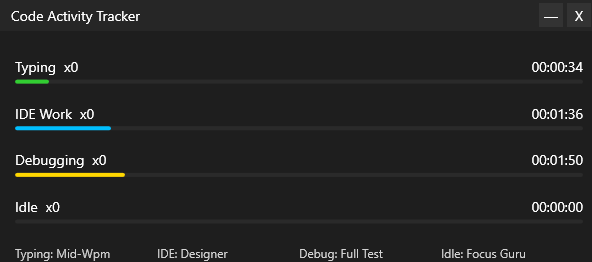 Code Activity Tracker — X
Typing x0 00:00:34
IDE Work x0 00:01:36
Debugging x0 00:01:50
Idle x0 00:00:00
Typing: Mid-Wpm IDE: Designer Debug: Full Test Idle: Focus Guru